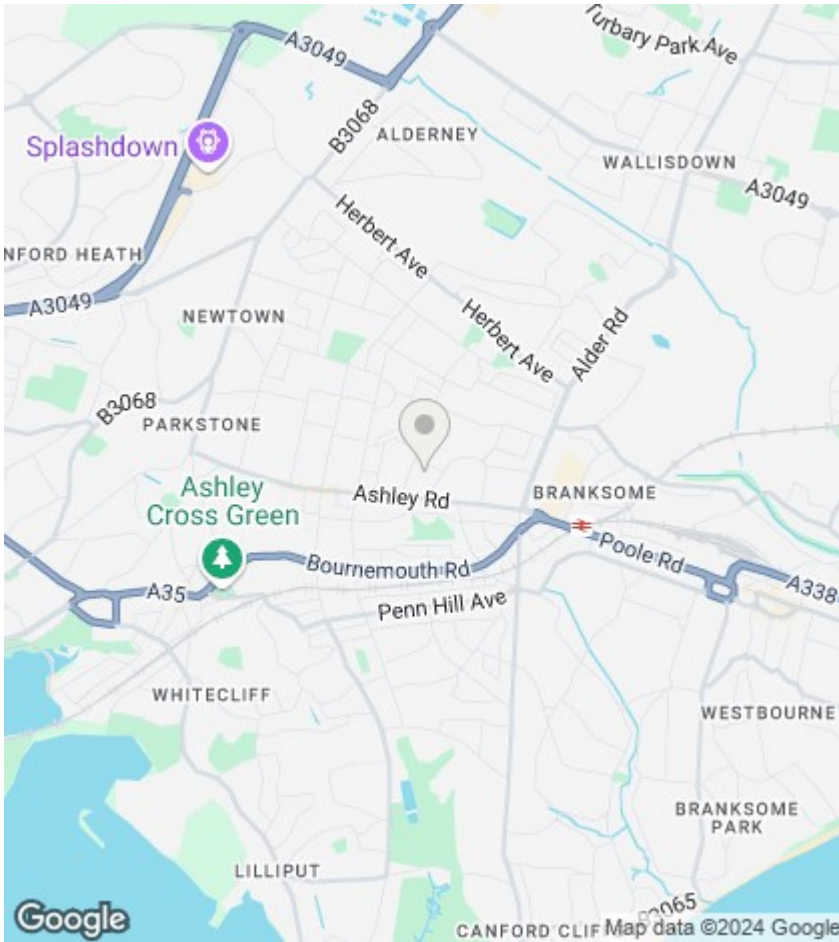 A3049
Turbary Park Ave
B3068
ALDERNEY
Splashdown
WALLISDOWN
A3049
Herbert Ave
NFORD HEATH
A3049
NEWTOWN
Herbert Ave
Alder Rd
B3068
PARKSTONE
Ashley
Cross Green
Ashley Rd
BRANKSOME
Bournemouth Rd
Poole Rd
A35
A338
Penn Hill Ave
WHITECLIFF
WESTBOURNE
BRANKSOME
PARK
LILLIPUT
B3065
Google
CANFORD CLIFFS
Map data ©2024 Google